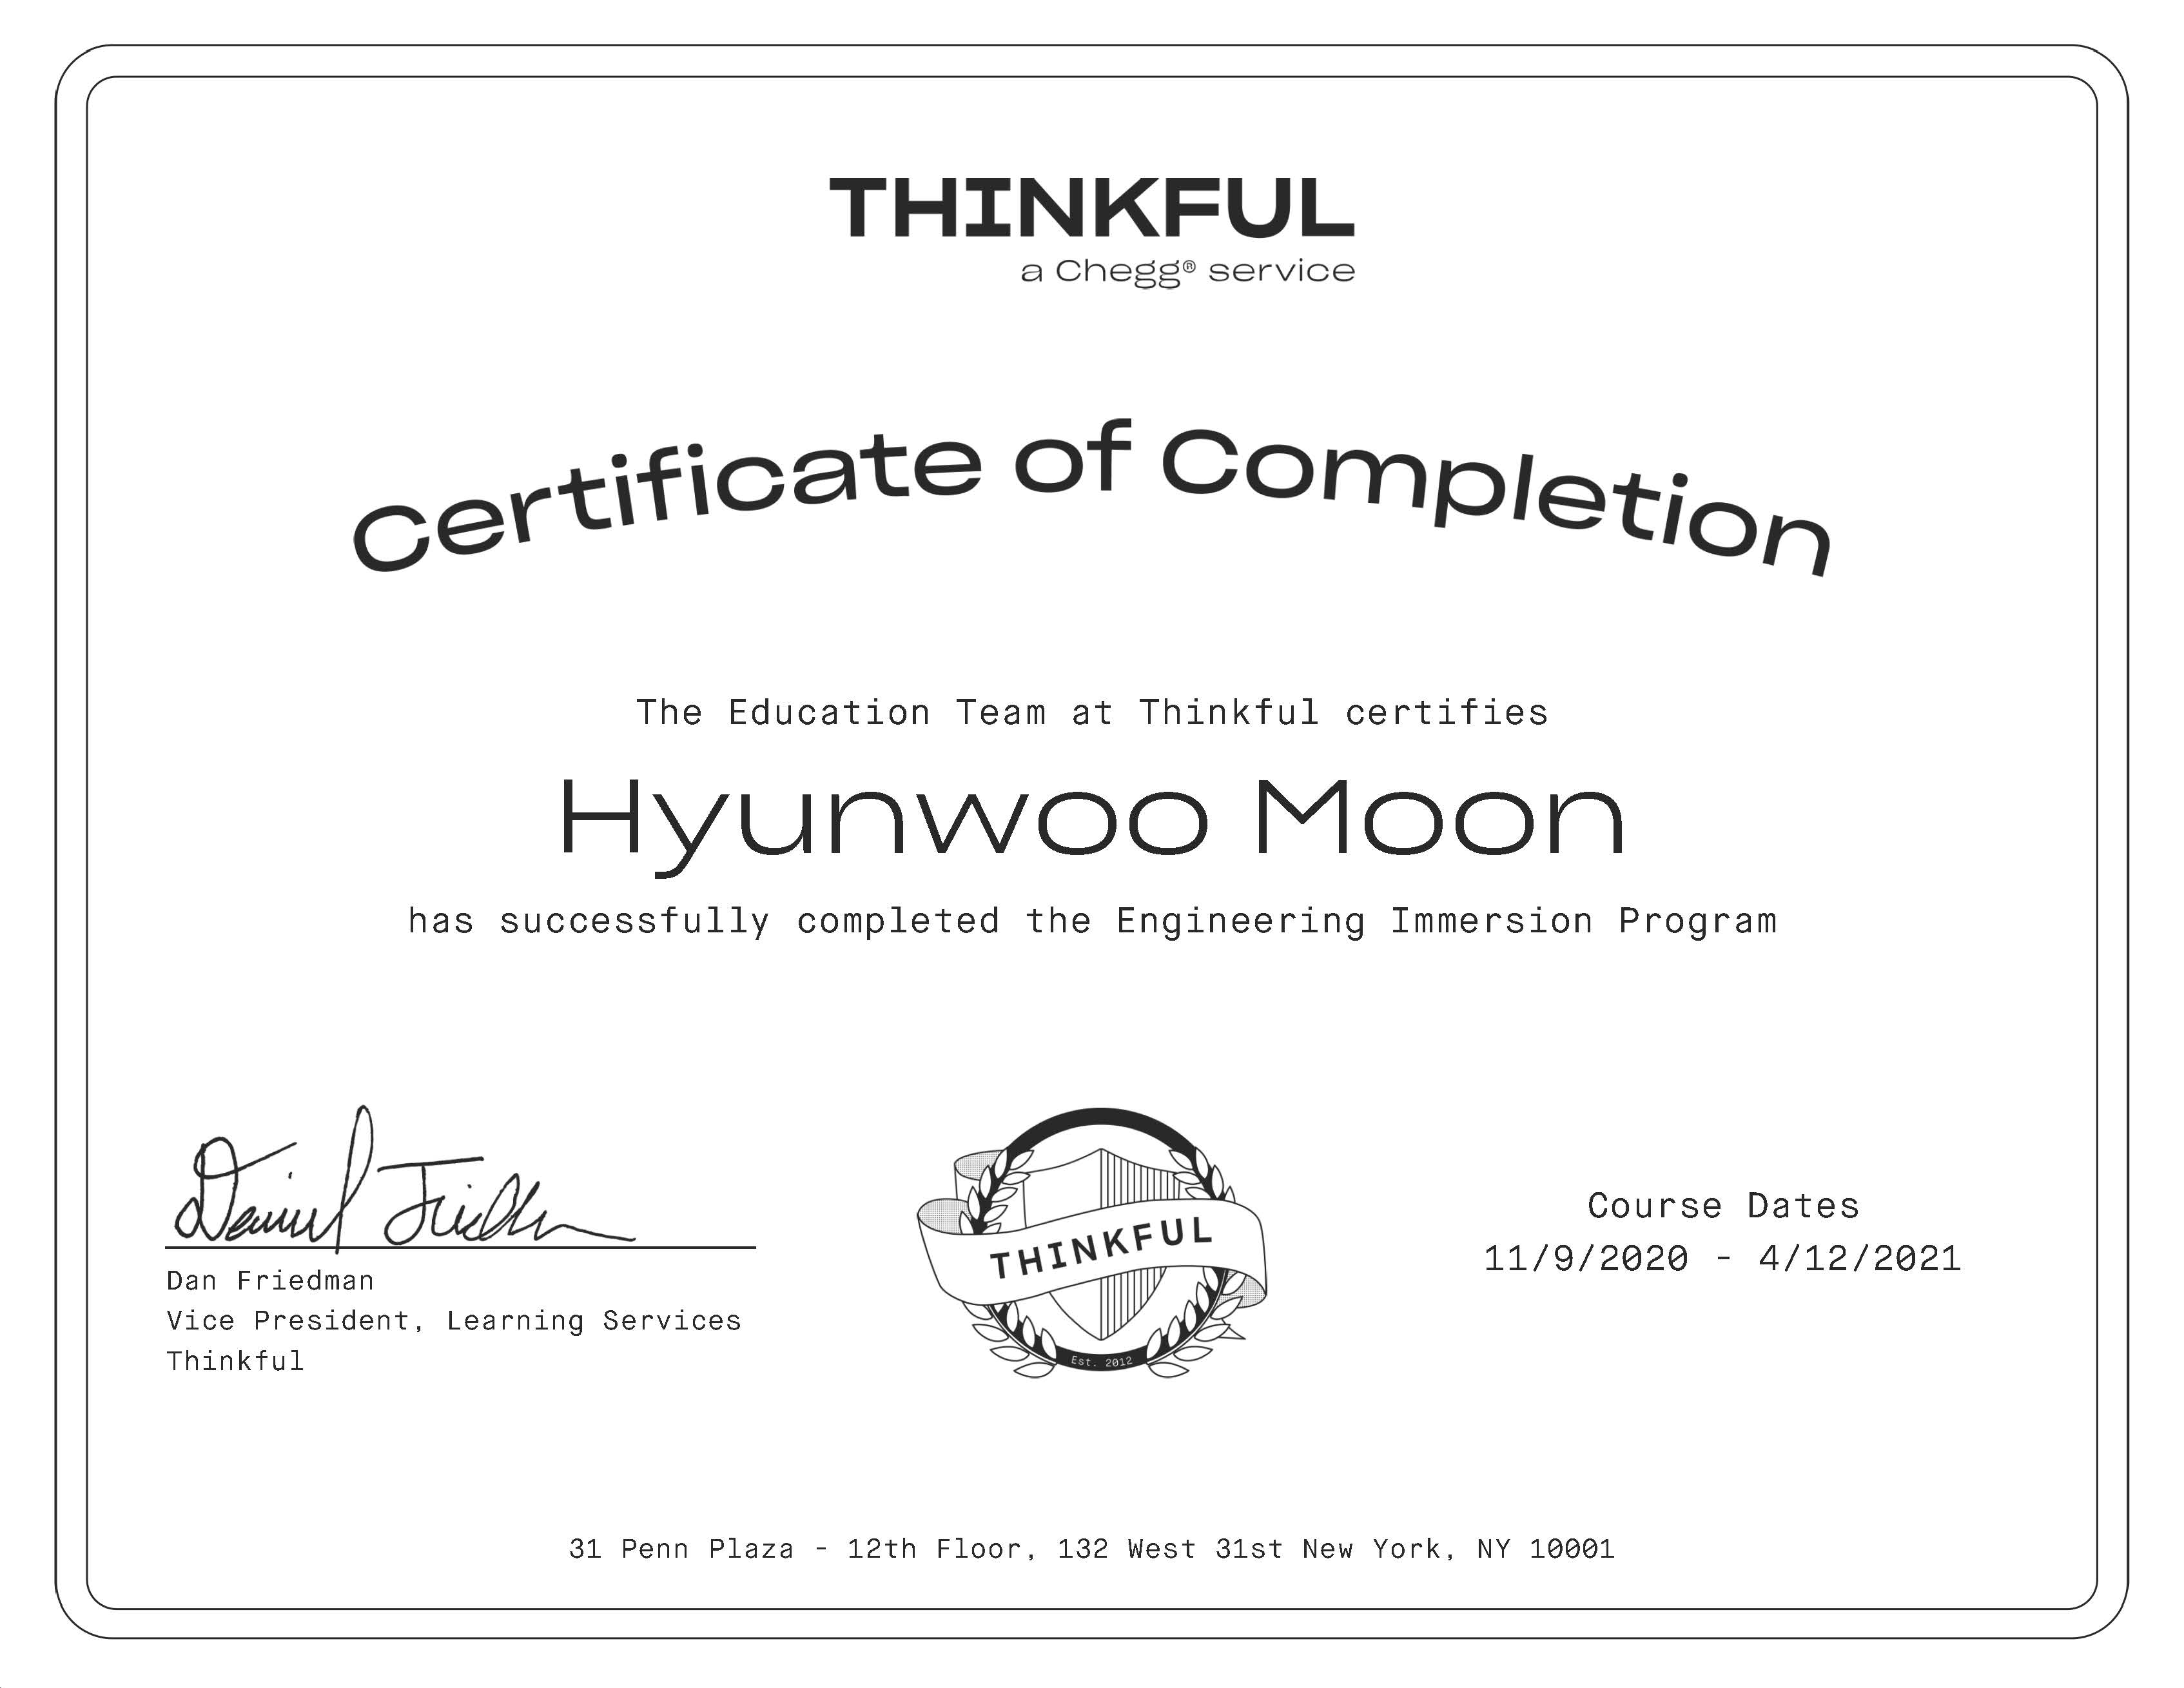 THINKFUL
a Chegg® service
Certificate of Completion
The Education Team at Thinkful certifies
Hyunwoo Moon
has successfully completed the Engineering Immersion Program
Daniel Friedman
Dan Friedman
Vice President, Learning Services
Thinkful
THINKFUL
Est. 2012
Course Dates
11/9/2020 - 4/12/2021
31 Penn Plaza - 12th Floor, 132 West 31st New York, NY 10001